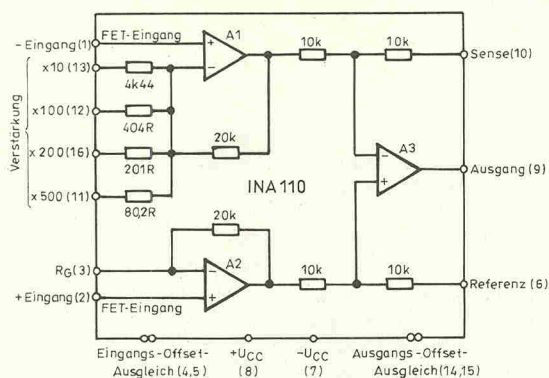 -Eingang(1)
FET-Eingang
A1
10k
10k
Sense(10)
Verstärkung
x10(13)
4k44
x100(12)
404R
x200(16)
201R
20k
A3
Ausgang(9)
x500(11)
80,2R
INA110
20k
RG(3)
A2
10k
10k
Referenz(6)
+Eingang(2)
FET-Eingang
Eingangs-Offset-
Ausgleich(4,5)
+UCC
(8)
-UCC
(7)
Ausgangs-Offset-
Ausgleich(14,15)